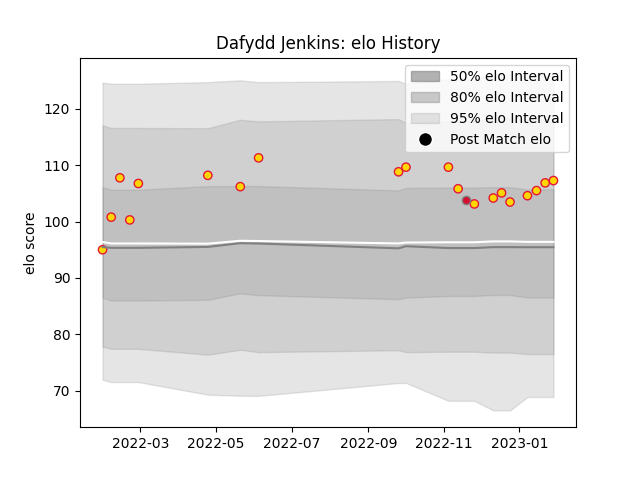 Dafydd Jenkins: elo History
50% elo Interval
80% elo Interval
95% elo Interval
Post Match elo
elo score
120
110
100
90
80
70
2022-03 2022-05 2022-07 2022-09 2022-11 2023-01